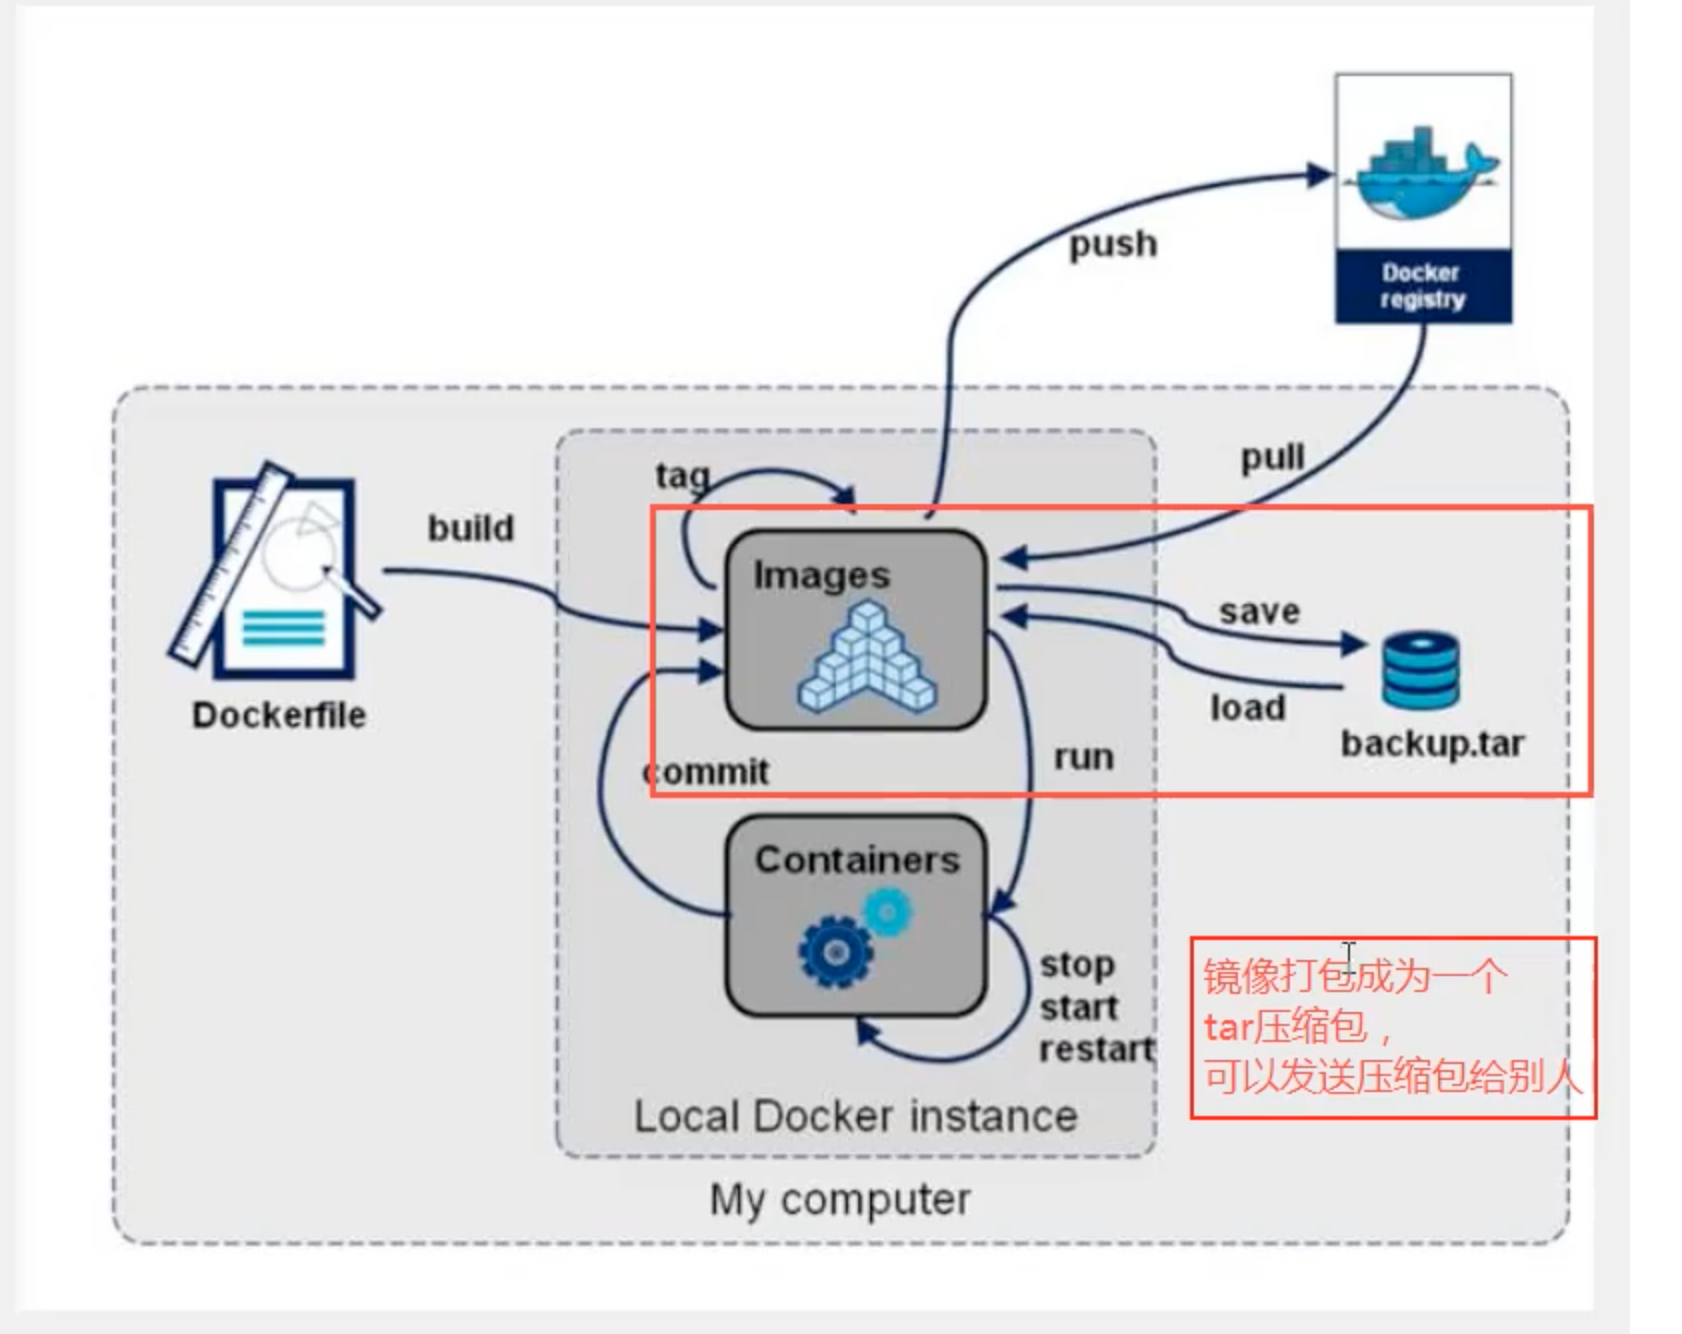 push
Docker
registry
pull
tag
build
Images
save
load
backup.tar
Dockerfile
commit
run
Containers
stop
start
restart
镜像打包成为一个
tar压缩包，
可以发送压缩包给别人
Local Docker instance
My computer